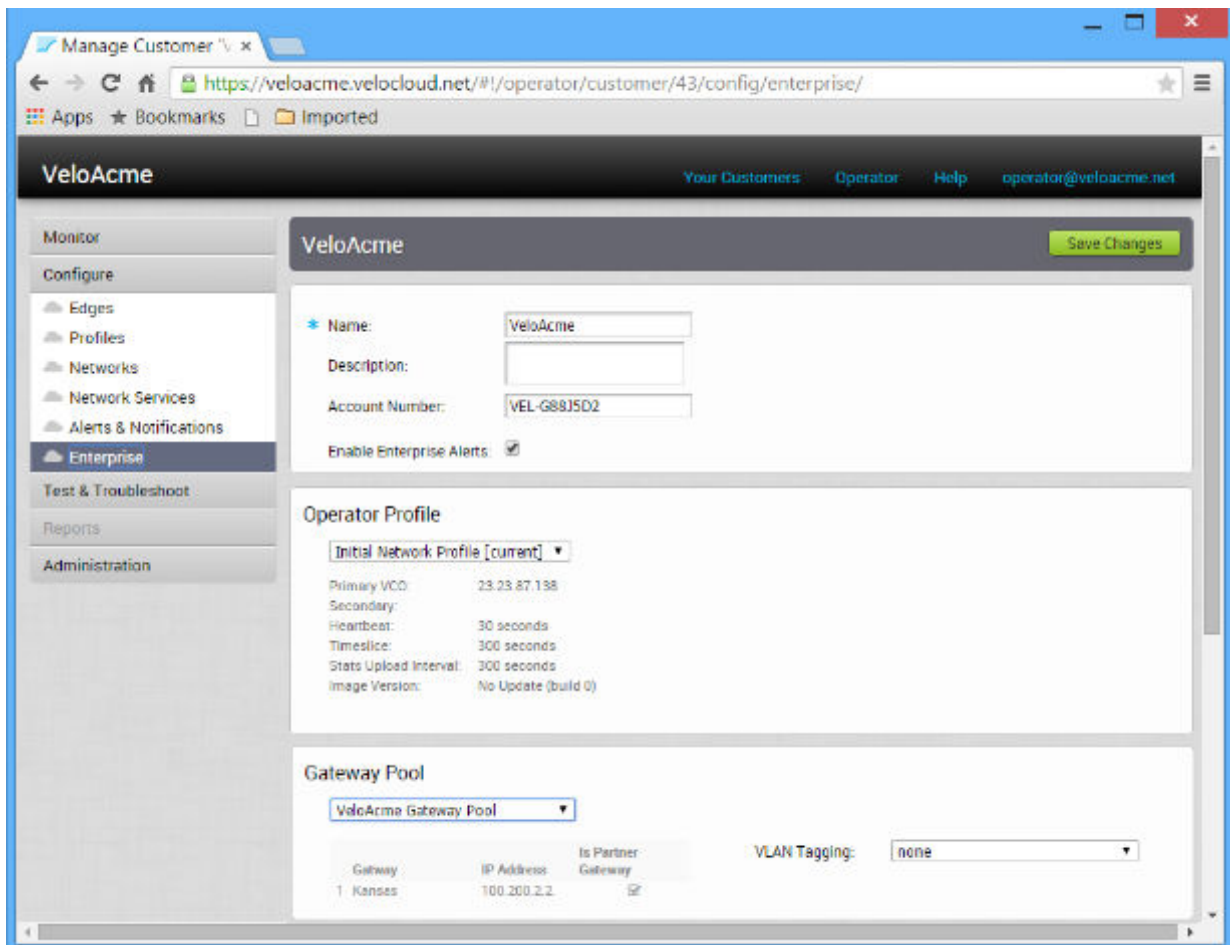 Manage Customer "V
https://veloacme.velocloud.net/#!/operator/customer/43/config/enterprise/
Apps Bookmarks Imported
VeloAcme Your Customers Operator Help operator@veloacme.net
Monitor
Configure
Edges
Profiles
Networks
Network Services
Alerts & Notifications
Enterprise
Test & Troubleshoot
Reports
Administration
VeloAcme Save Changes
* Name: VeloAcme
Description:
Account Number: VEL-G88J5D2
Enable Enterprise Alerts:
Operator Profile
Initial Network Profile [current]
Primary VCO: 23.23.87.138
Secondary:
Heartbeat: 30 seconds
Timeslice: 300 seconds
Stats Upload Interval: 300 seconds
Image Version: No Update (build 0)
Gateway Pool
VeloAcme Gateway Pool
VLAN Tagging: none
Gatway IP Address Is Partner Gateway
1 Kansas 100.200.2.2